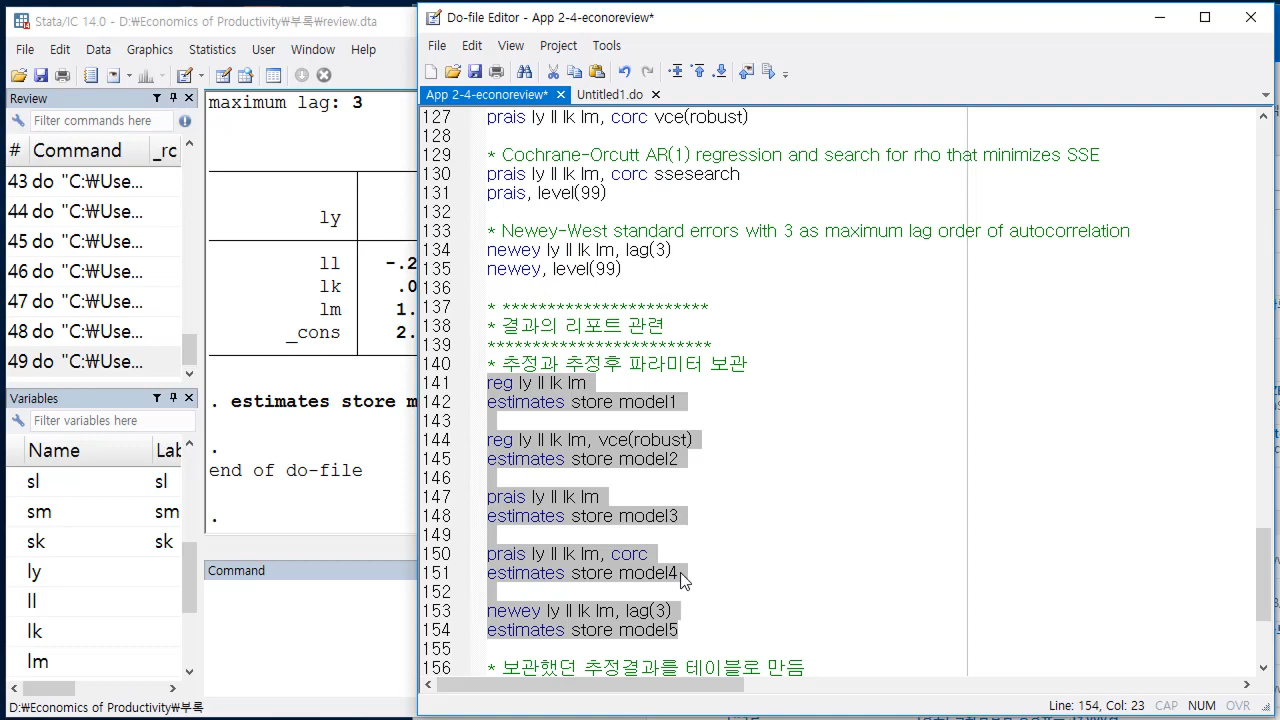 Stata/IC 14.0 - D:₩Economics of Productivity₩부록₩review.dta
File Edit Data Graphics Statistics User Window Help
Review
Filter commands here
# Command _rc
43 do "C:₩Use...
44 do "C:₩Use...
45 do "C:₩Use...
46 do "C:₩Use...
47 do "C:₩Use...
48 do "C:₩Use...
49 do "C:₩Use...
Variables
Filter variables here
Name Lab
sl sl
sm sm
sk sk
ly
ll
lk
lm
D:₩Economics of Productivity₩부록
maximum lag: 3
ly
ll -.2
lk .0
lm 1.
_cons 2.
. estimates store m
.
end of do-file
.
Command
Do-file Editor - App 2-4-econoreview*
File Edit View Project Tools
App 2-4-econoreview* Untitled1.do
127 prais ly ll lk lm, corc vce(robust)
128
129 * Cochrane-Orcutt AR(1) regression and search for rho that minimizes SSE
130 prais ly ll lk lm, corc ssesearch
131 prais, level(99)
132
133 * Newey-West standard errors with 3 as maximum lag order of autocorrelation
134 newey ly ll lk lm, lag(3)
135 newey, level(99)
136
137 * ***********************
138 * 결과의 리포트 관련
139 *************************
140 * 추정과 추정후 파라미터 보관
141 reg ly ll lk lm
142 estimates store model1
143
144 reg ly ll lk lm, vce(robust)
145 estimates store model2
146
147 prais ly ll lk lm
148 estimates store model3
149
150 prais ly ll lk lm, corc
151 estimates store model4
152
153 newey ly ll lk lm, lag(3)
154 estimates store model5
155
156 * 보관했던 추정결과를 테이블로 만듬
Line: 154, Col: 23 CAP NUM OVR